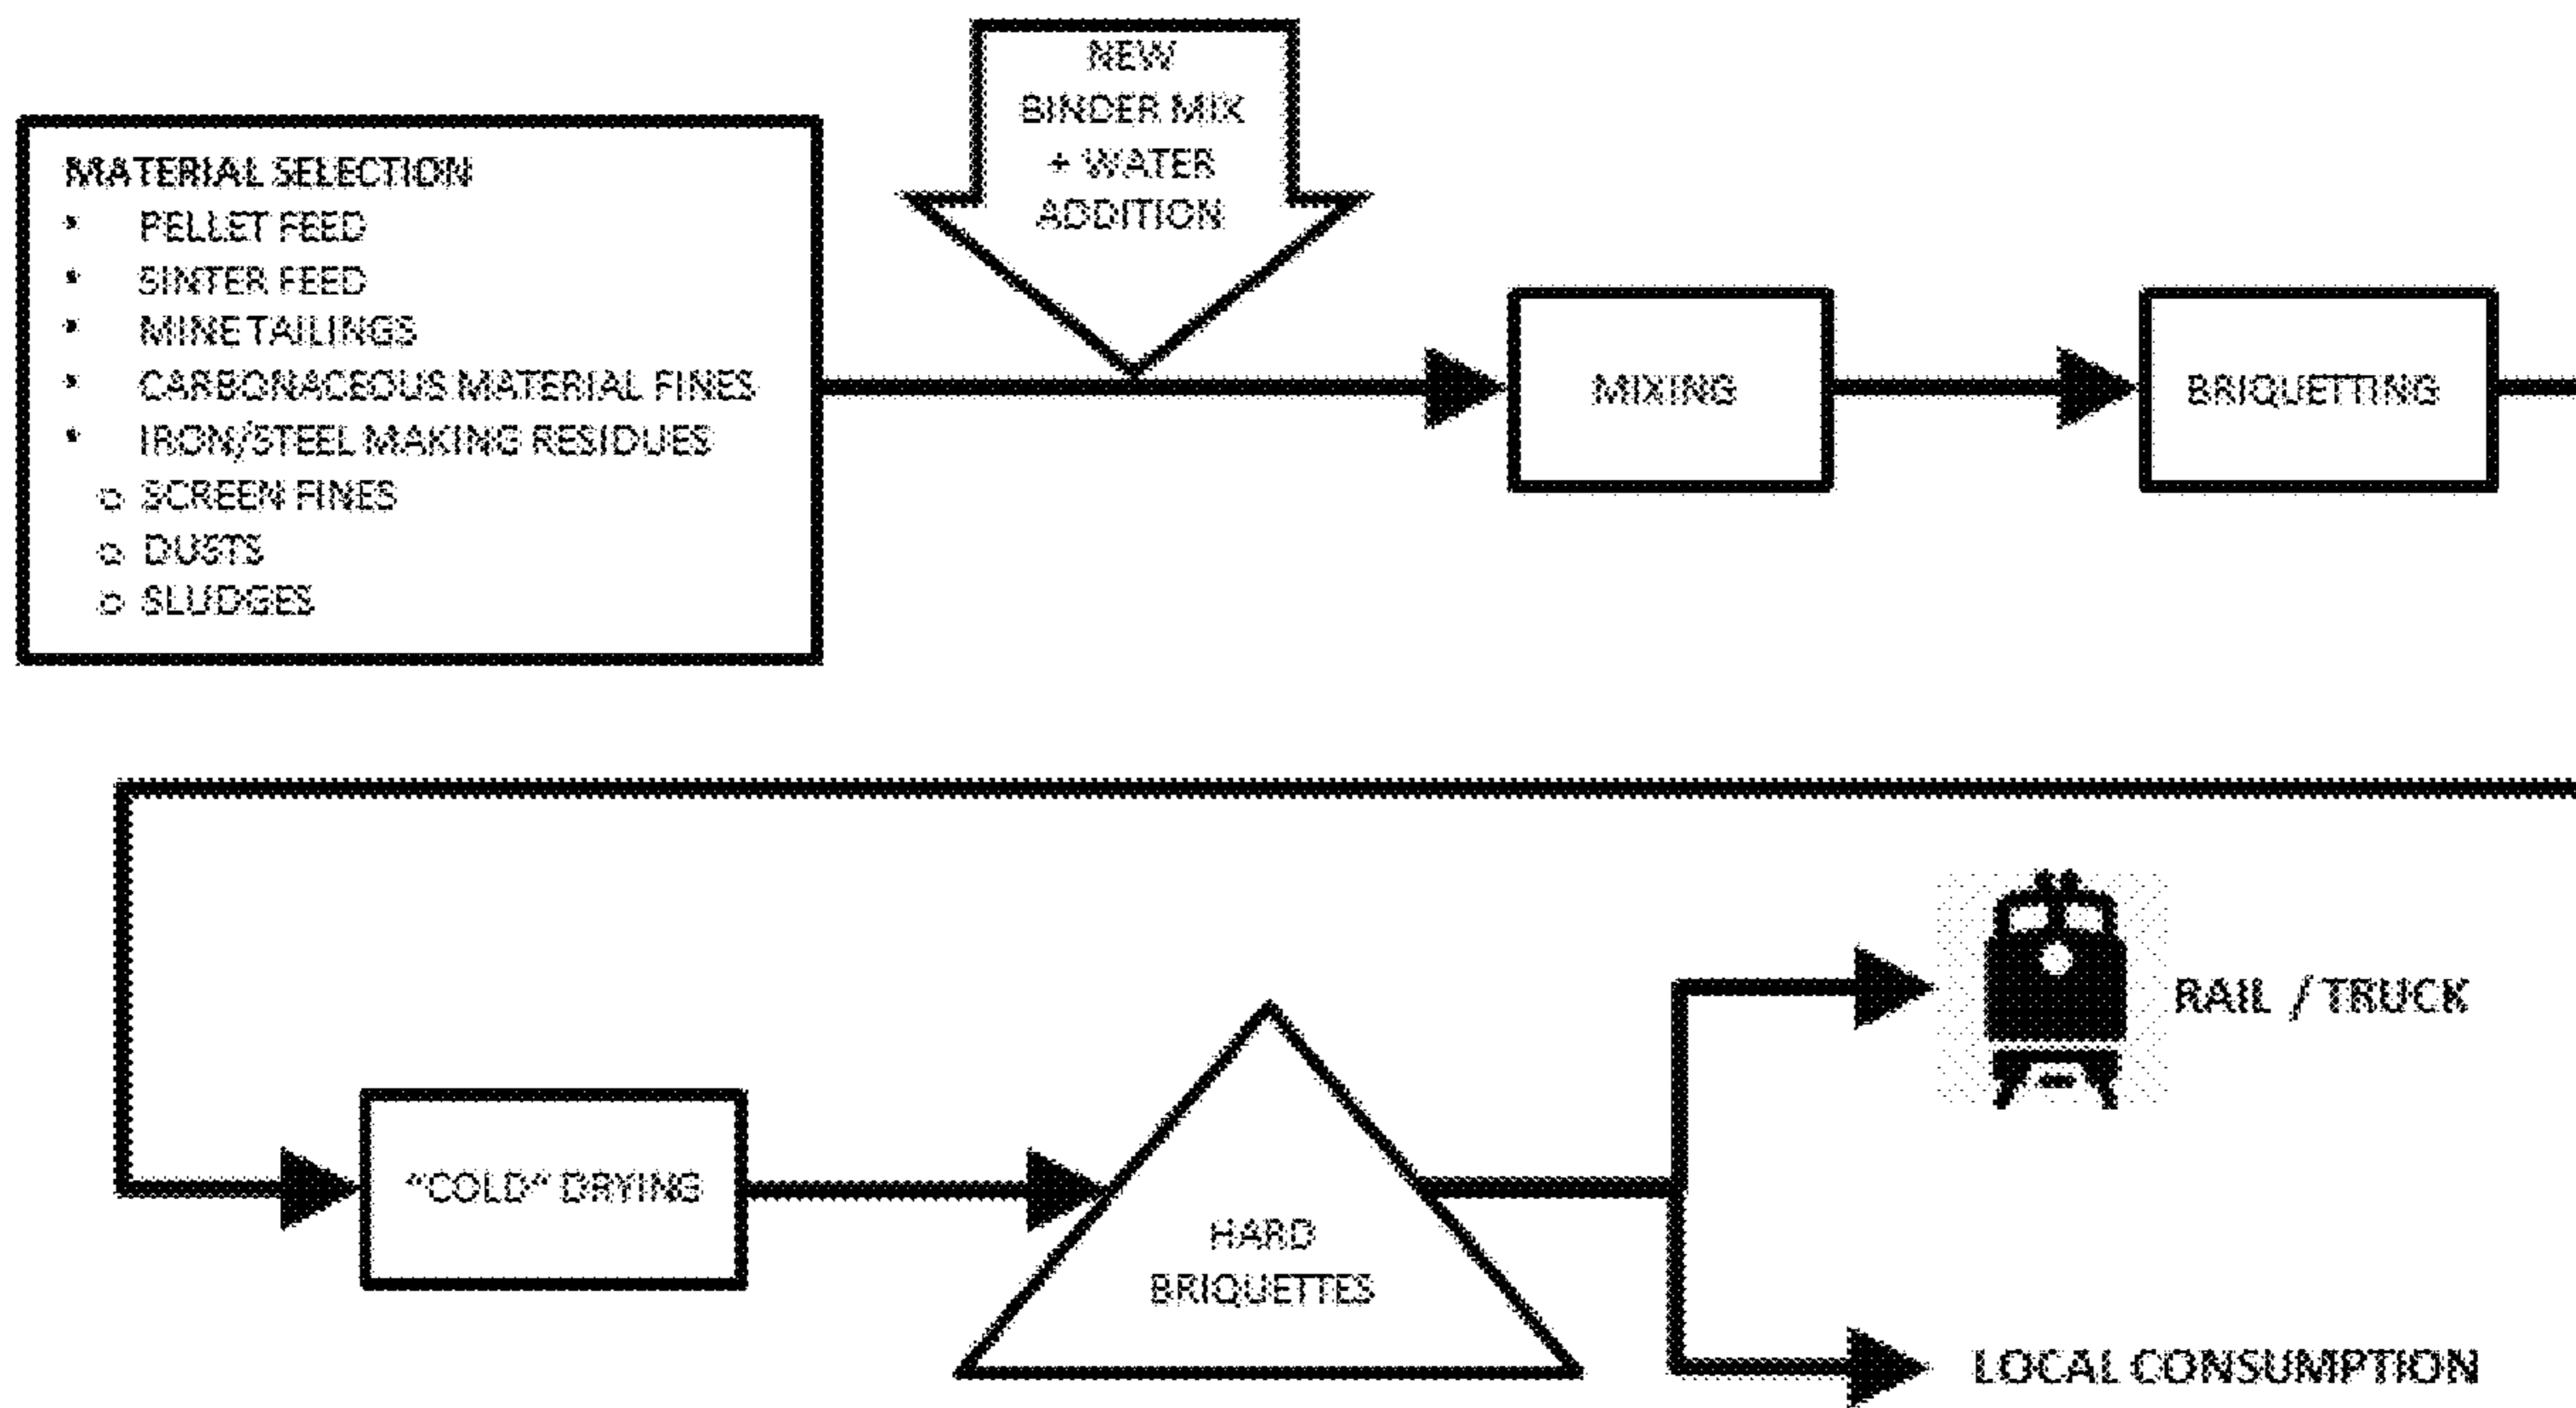 NEW
BINDER MIX
+ WATER
ADDITION
MATERIAL SELECTION
* PELLET FEED
* SINTER FEED
* MINE TAILINGS
* CARBONACEOUS MATERIAL FINES
* IRON/STEEL MAKING RESIDUES
o SCREEN FINES
o DUSTS
o SLUDGES
MIXING
BRIQUETTING
"COLD" DRYING
HARD
BRIQUETTES
RAIL / TRUCK
LOCAL CONSUMPTION